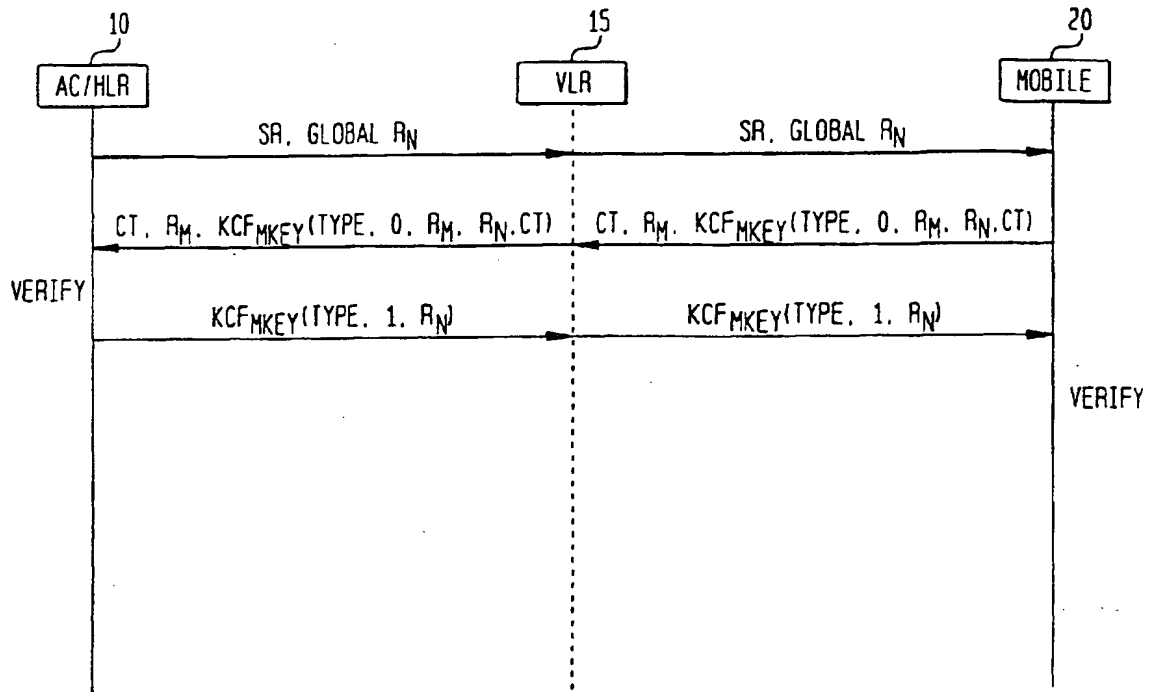 10 15 20
AC/HLR VLR MOBILE
SR, GLOBAL RN SR, GLOBAL RN
CT, RM, KCFMKEY(TYPE, 0, RM, RN,CT) CT, RM, KCFMKEY(TYPE, 0, RM, RN,CT)
VERIFY
KCFMKEY(TYPE, 1, RN) KCFMKEY(TYPE, 1, RN)
VERIFY